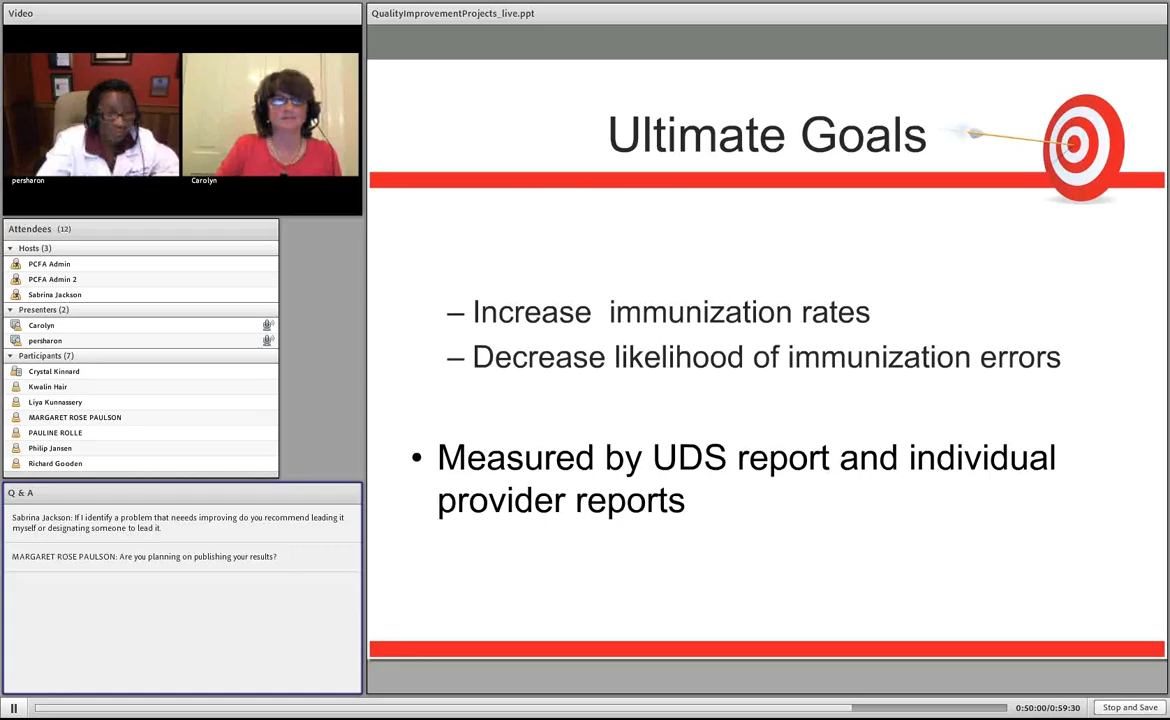 Video
persharon
Carolyn
Attendees (12)
Hosts (3)
PCFA Admin
PCFA Admin 2
Sabrina Jackson
Presenters (2)
Carolyn
persharon
Participants (7)
Crystal Kinnard
Kwalin Hair
Liya Kunnassery
MARGARET ROSE PAULSON
PAULINE ROLLE
Philip Jansen
Richard Gooden
Q & A
Sabrina Jackson: If I identify a problem that neeeds improving do you recommend leading it
myself or designating someone to lead it.
MARGARET ROSE PAULSON: Are you planning on publishing your results?
QualityImprovementProjects_live.ppt
Ultimate Goals
– Increase  immunization rates
– Decrease likelihood of immunization errors
• Measured by UDS report and individual
provider reports
0:50:00/0:59:30
Stop and Save